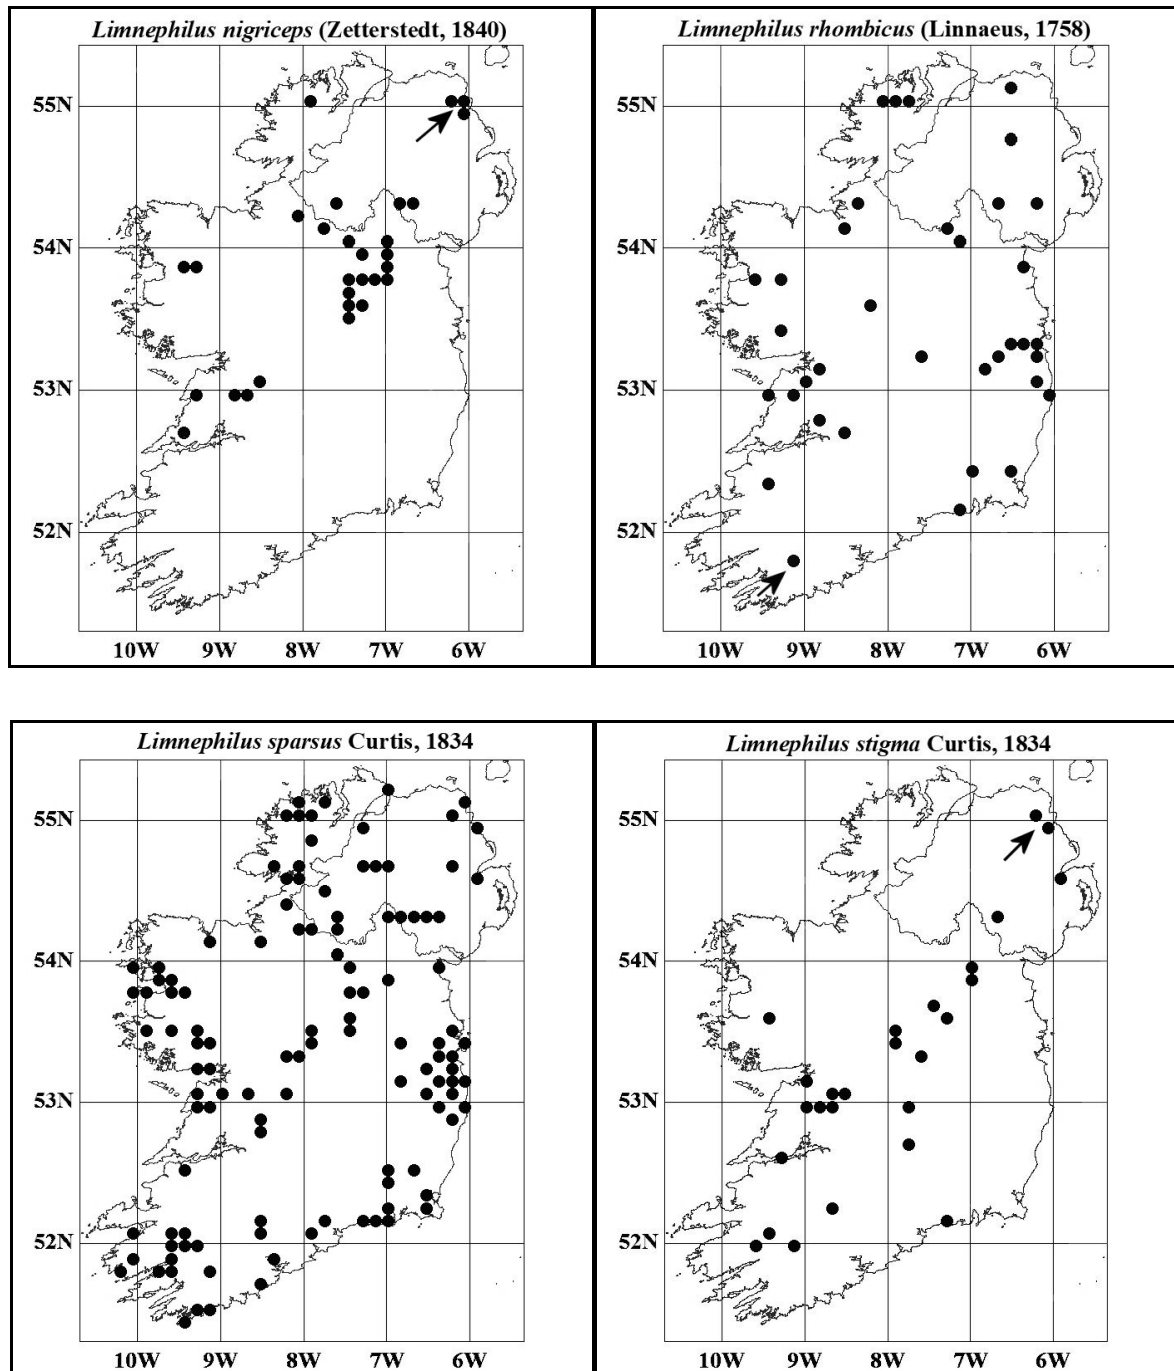 Limnephilus nigriceps (Zetterstedt, 1840)
55N
54N
53N
52N
10W 9W 8W 7W 6W
Limnephilus rhombicus (Linnaeus, 1758)
55N
54N
53N
52N
10W 9W 8W 7W 6W
Limnephilus sparsus Curtis, 1834
55N
54N
53N
52N
10W 9W 8W 7W 6W
Limnephilus stigma Curtis, 1834
55N
54N
53N
52N
10W 9W 8W 7W 6W